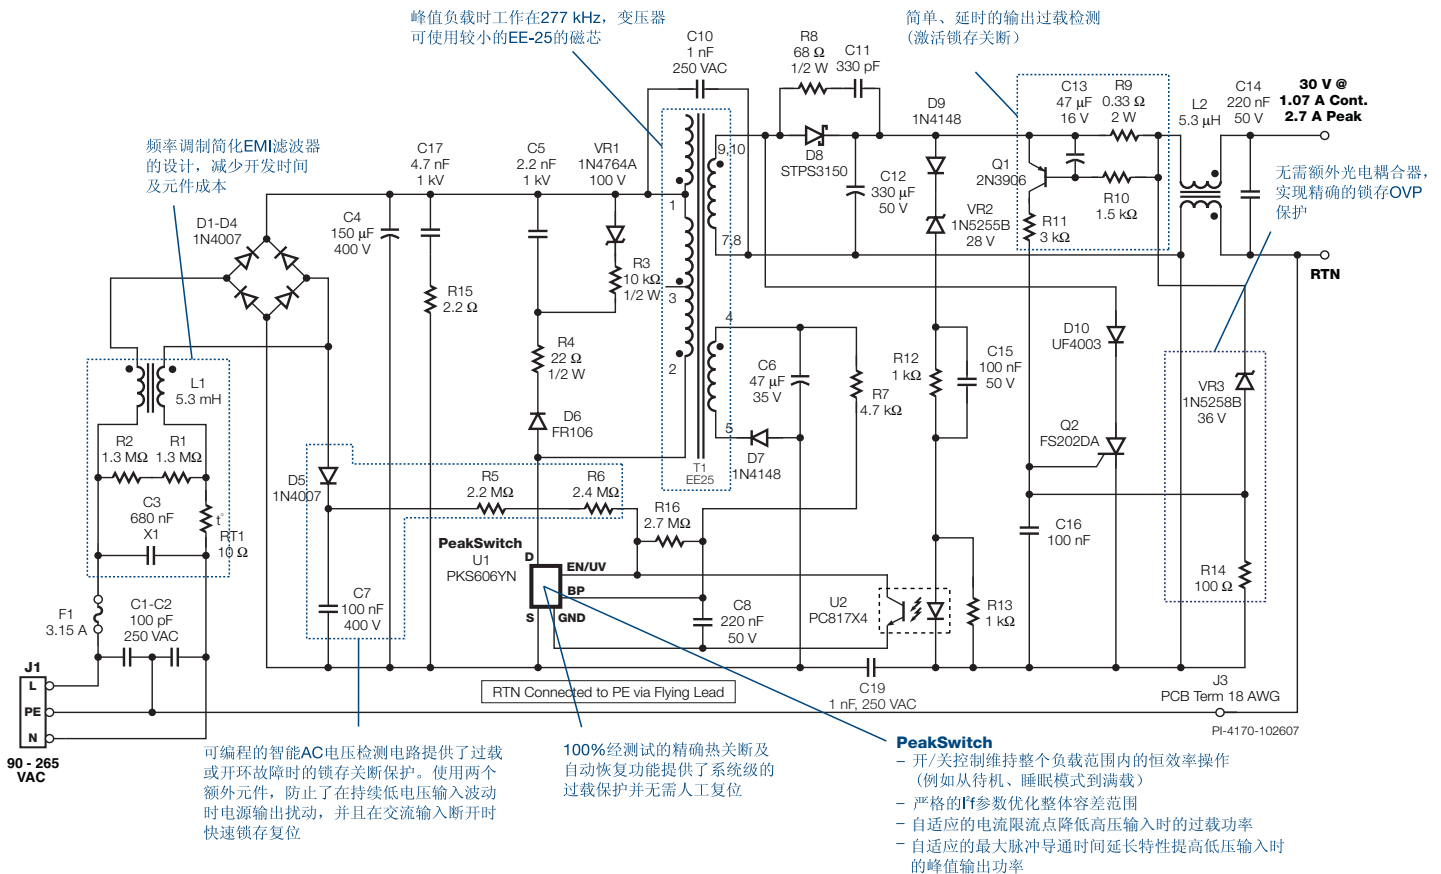 峰值负载时工作在277 kHz，变压器
可使用较小的EE-25的磁芯
简单、延时的输出过载检测
(激活锁存关断）
频率调制简化EMI滤波器
的设计，减少开发时间
及元件成本
无需额外光电耦合器，
实现精确的锁存OVP
保护
C10
1 nF
250 VAC
R8
68 Ω
1/2 W
C11
330 pF
D9
1N4148
C13
47 µF
16 V
R9
0.33 Ω
2 W
L2
5.3 µH
C14
220 nF
50 V
30 V @
1.07 A Cont.
2.7 A Peak
C17
4.7 nF
1 kV
C5
2.2 nF
1 kV
VR1
1N4764A
100 V
9,10
D8
STPS3150
Q1
2N3906
C12
330 µF
50 V
VR2
1N5255B
28 V
R10
1.5 kΩ
R11
3 kΩ
D1-D4
1N4007
C4
150 µF
400 V
1
7,8
R3
10 kΩ
1/2 W
3
R15
2.2 Ω
RTN
R4
22 Ω
1/2 W
2
4
C6
47 µF
35 V
R7
4.7 kΩ
R12
1 kΩ
C15
100 nF
50 V
D10
UF4003
VR3
1N5258B
36 V
L1
5.3 mH
D6
FR106
5
D7
1N4148
T1
EE25
Q2
FS202DA
R2
1.3 MΩ
R1
1.3 MΩ
D5
1N4007
R5
2.2 MΩ
R6
2.4 MΩ
C3
680 nF
X1
t°
RT1
10 Ω
R16
2.7 MΩ
C16
100 nF
PeakSwitch
U1
PKS606YN
D
EN/UV
BP
S
GND
R14
100 Ω
C7
100 nF
400 V
C8
220 nF
50 V
U2
PC817X4
R13
1 kΩ
F1
3.15 A
C1-C2
100 pF
250 VAC
J1
L
PE
N
90 - 265
VAC
RTN Connected to PE via Flying Lead
C19
1 nF, 250 VAC
J3
PCB Term 18 AWG
PI-4170-102607
可编程的智能AC电压检测电路提供了过载
或开环故障时的锁存关断保护。使用两个
额外元件，防止了在持续低电压输入波动
时电源输出扰动，并且在交流输入断开时
快速锁存复位
100%经测试的精确热关断及
自动恢复功能提供了系统级的
过载保护并无需人工复位
PeakSwitch
– 开/关控制维持整个负载范围内的恒效率操作
（例如从待机、睡眠模式到满载）
– 严格的I²f参数优化整体容差范围
– 自适应的电流限流点降低高压输入时的过载功率
– 自适应的最大脉冲导通时间延长特性提高低压输入时
的峰值输出功率